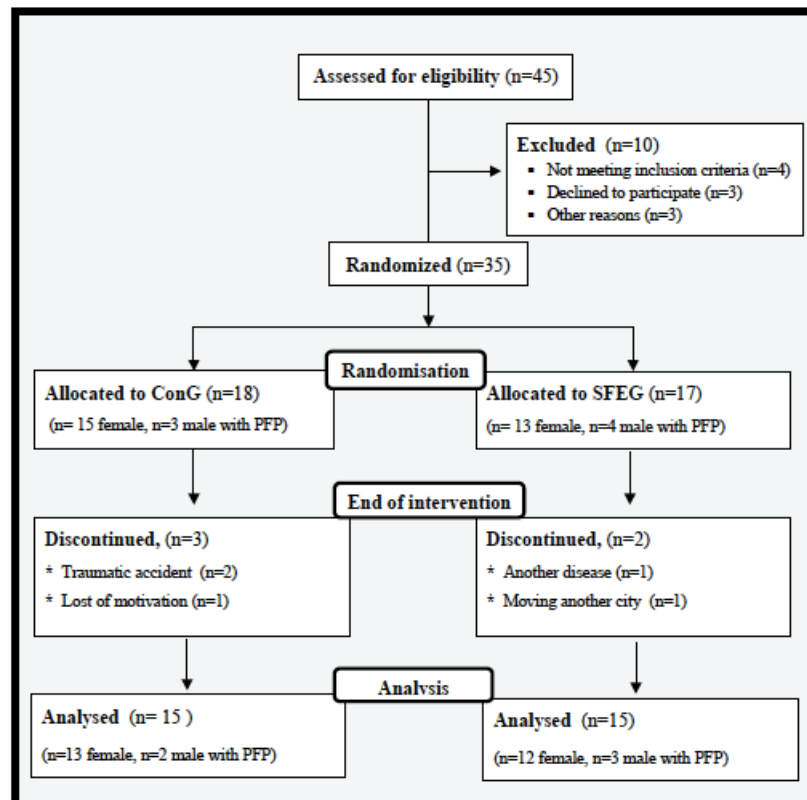 Assessed for eligibility (n=45)
Excluded (n=10)
▪ Not meeting inclusion criteria (n=4)
▪ Declined to participate (n=3)
▪ Other reasons (n=3)
Randomized (n=35)
Randomisation
Allocated to ConG (n=18)
(n= 15 female, n=3 male with PFP)
Allocated to SFEG (n=17)
(n= 13 female, n=4 male with PFP)
End of intervention
Discontinued, (n=3)
* Traumatic accident (n=2)
* Lost of motivation (n=1)
Discontinued, (n=2)
* Another disease (n=1)
* Moving another city (n=1)
Analysis
Analysed (n= 15 )
(n=13 female, n=2 male with PFP)
Analysed (n=15)
(n=12 female, n=3 male with PFP)